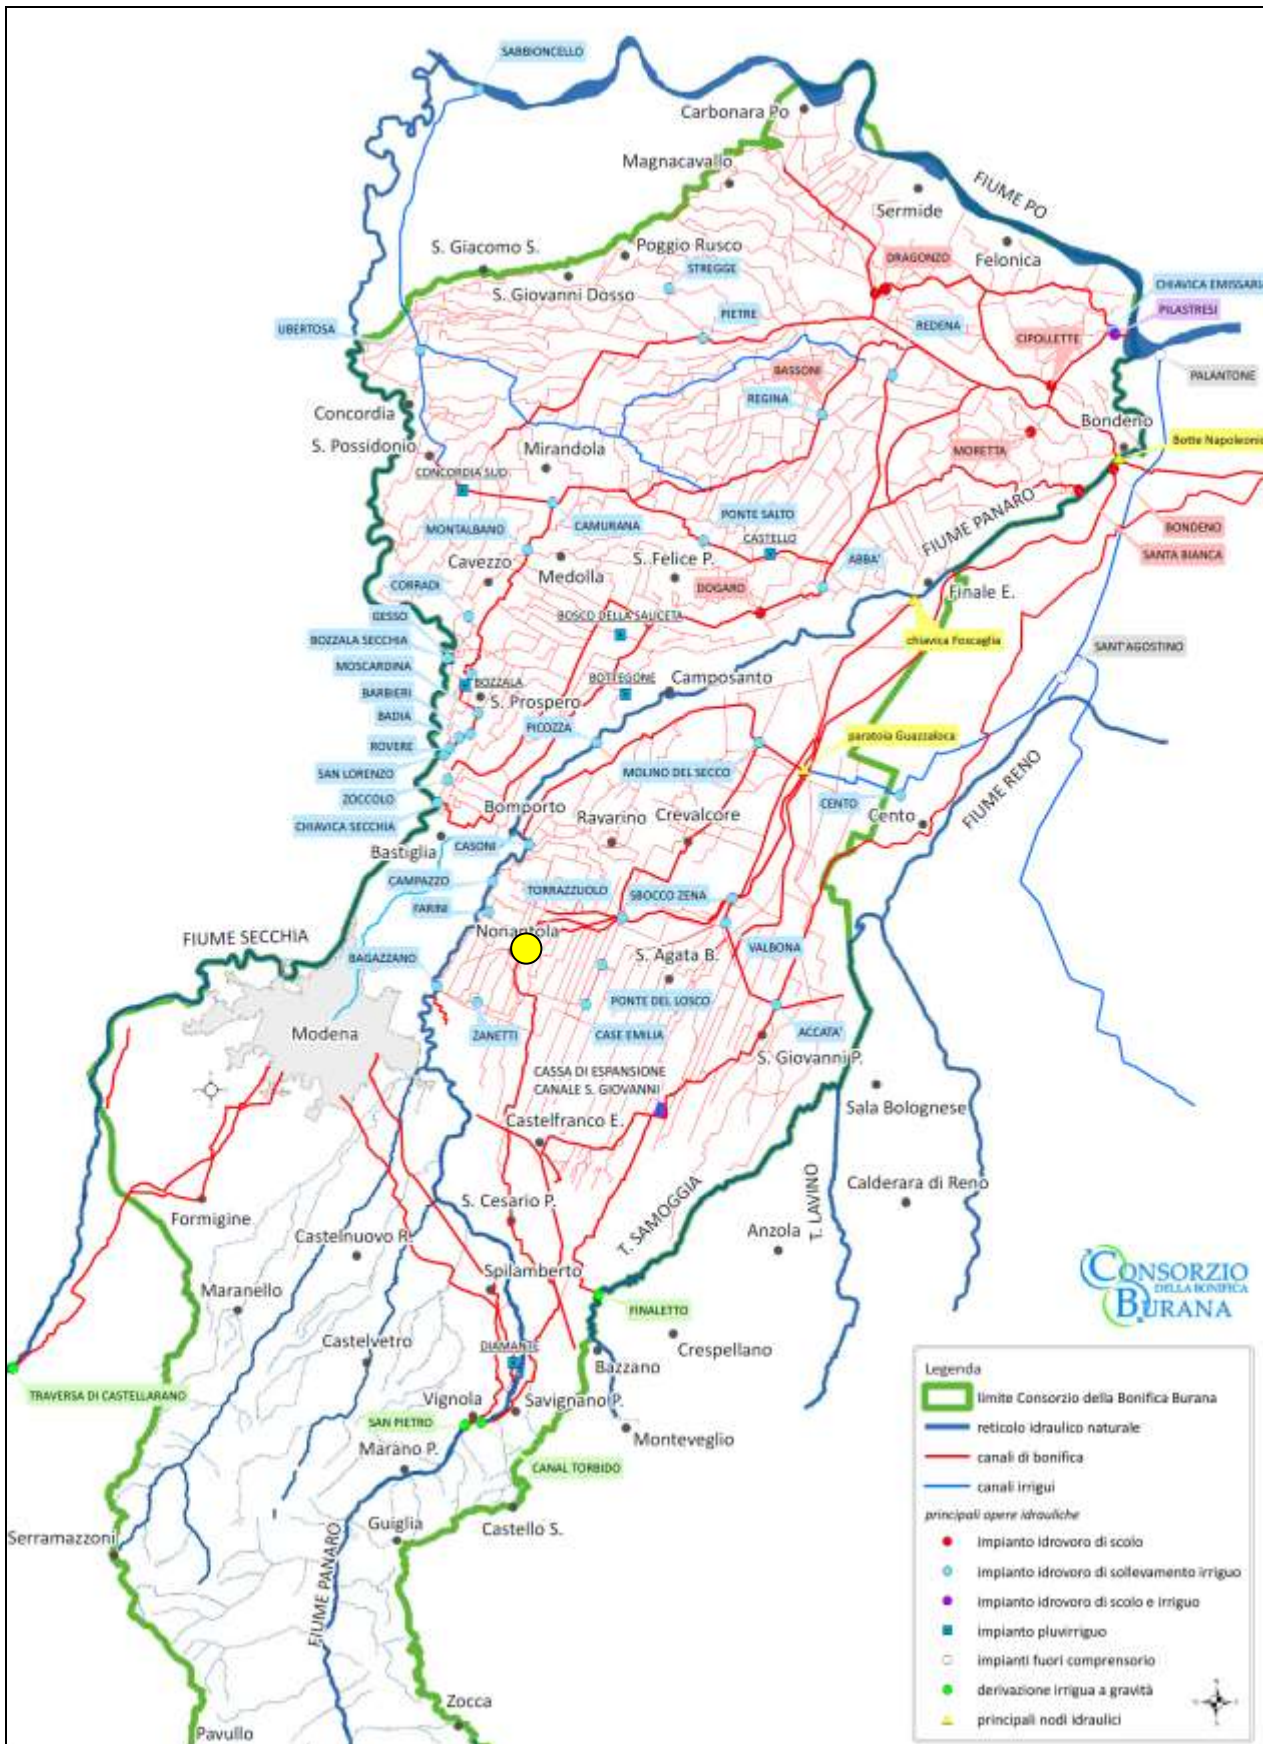 SABBIONCELLO
Carbonara Po
Magnacavallo
FIUME PO
Sermide
S. Giacomo S.
Poggio Rusco
DRAGONZO
Felonica
STREGGE
S. Giovanni Dosso
CHIAVICA EMISSARI
PILASTRESI
UBERTOSA
PIETRE
REDENA
CIPOLLETTE
BASSONI
PALANTONE
REGINA
Concordia
Bondeno
S. Possidonio
Mirandola
MORETTA
Botte Napoleonic
CONCORDIA SUD
PONTE SALTO
MONTALBANO
CAMURANA
FIUME PANARO
BONDENO
CASTELLO
SANTA BIANCA
Cavezzo
Medolla
S. Felice P.
ABBA'
CORRADI
DOGARO
Finale E.
GESSO
BOSCO DELLA SAUCETA
BOZZALA SECCHIA
chiavica Foscaglia
SANT'AGOSTINO
MOSCARDINA
BOZZALA
BOTTEGONE
Camposanto
BARBIERI
S. Prospero
BADIA
PICOZZA
paratoia Guazzaloca
ROVERE
SAN LORENZO
MOLINO DEL SECCO
ZOCCOLO
CENTO
FIUME RENO
CHIAVICA SECCHIA
Bomporto
Ravarino
Crevalcore
Cento
Bastiglia
CASONI
CAMPAZZO
TORRAZZUOLO
SBOCCO ZENA
FARINI
FIUME SECCHIA
Nonantola
VALBONA
BAGAZZANO
S. Agata B.
PONTE DEL LOSCO
Modena
ZANETTI
CASE EMILIA
ACCATA'
S. Giovanni P.
CASSA DI ESPANSIONE
CANALE S. GIOVANNI
Sala Bolognese
Castelfranco E.
T. SAMOGGIA
T. LAVINO
Calderara di Reno
S. Cesario P.
Formigine
Anzola
Castelnuovo R.
Spilamberto
Maranello
FINALETTO
CONSORZIO
DELLA BONIFICA
BURANA
Castelvetro
DIAMANTE
Crespellano
Bazzano
TRAVERSA DI CASTELLARANO
Vignola
Savignano P.
SAN PIETRO
Monteveglio
Marano P.
CANAL TORBIDO
Guiglia
Castello S.
Serramazzoni
FIUME PANARO
Zocca
Pavullo
Legenda
limite Consorzio della Bonifica Burana
reticolo idraulico naturale
canali di bonifica
canali irrigui
principali opere idrauliche
impianto idrovoro di scolo
impianto idrovoro di sollevamento irriguo
impianto idrovoro di scolo e irriguo
impianto pluvirriguo
impianti fuori comprensorio
derivazione irrigua a gravità
principali nodi idraulici